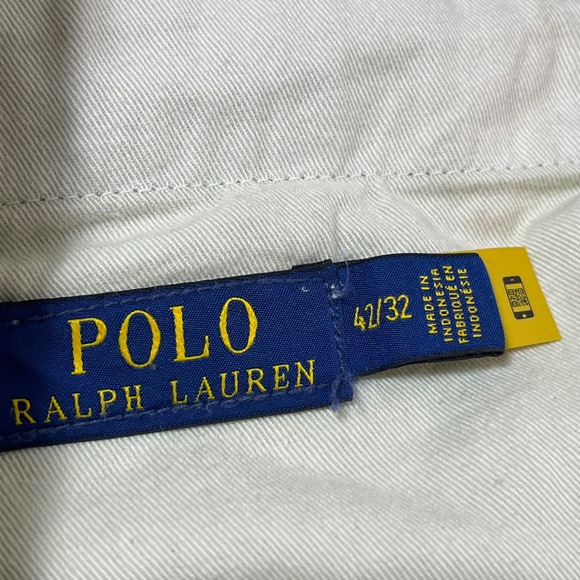 POLO
RALPH LAUREN
42/32
MADE IN
INDONESIA
FABRIQUÉ EN
INDONÉSIE